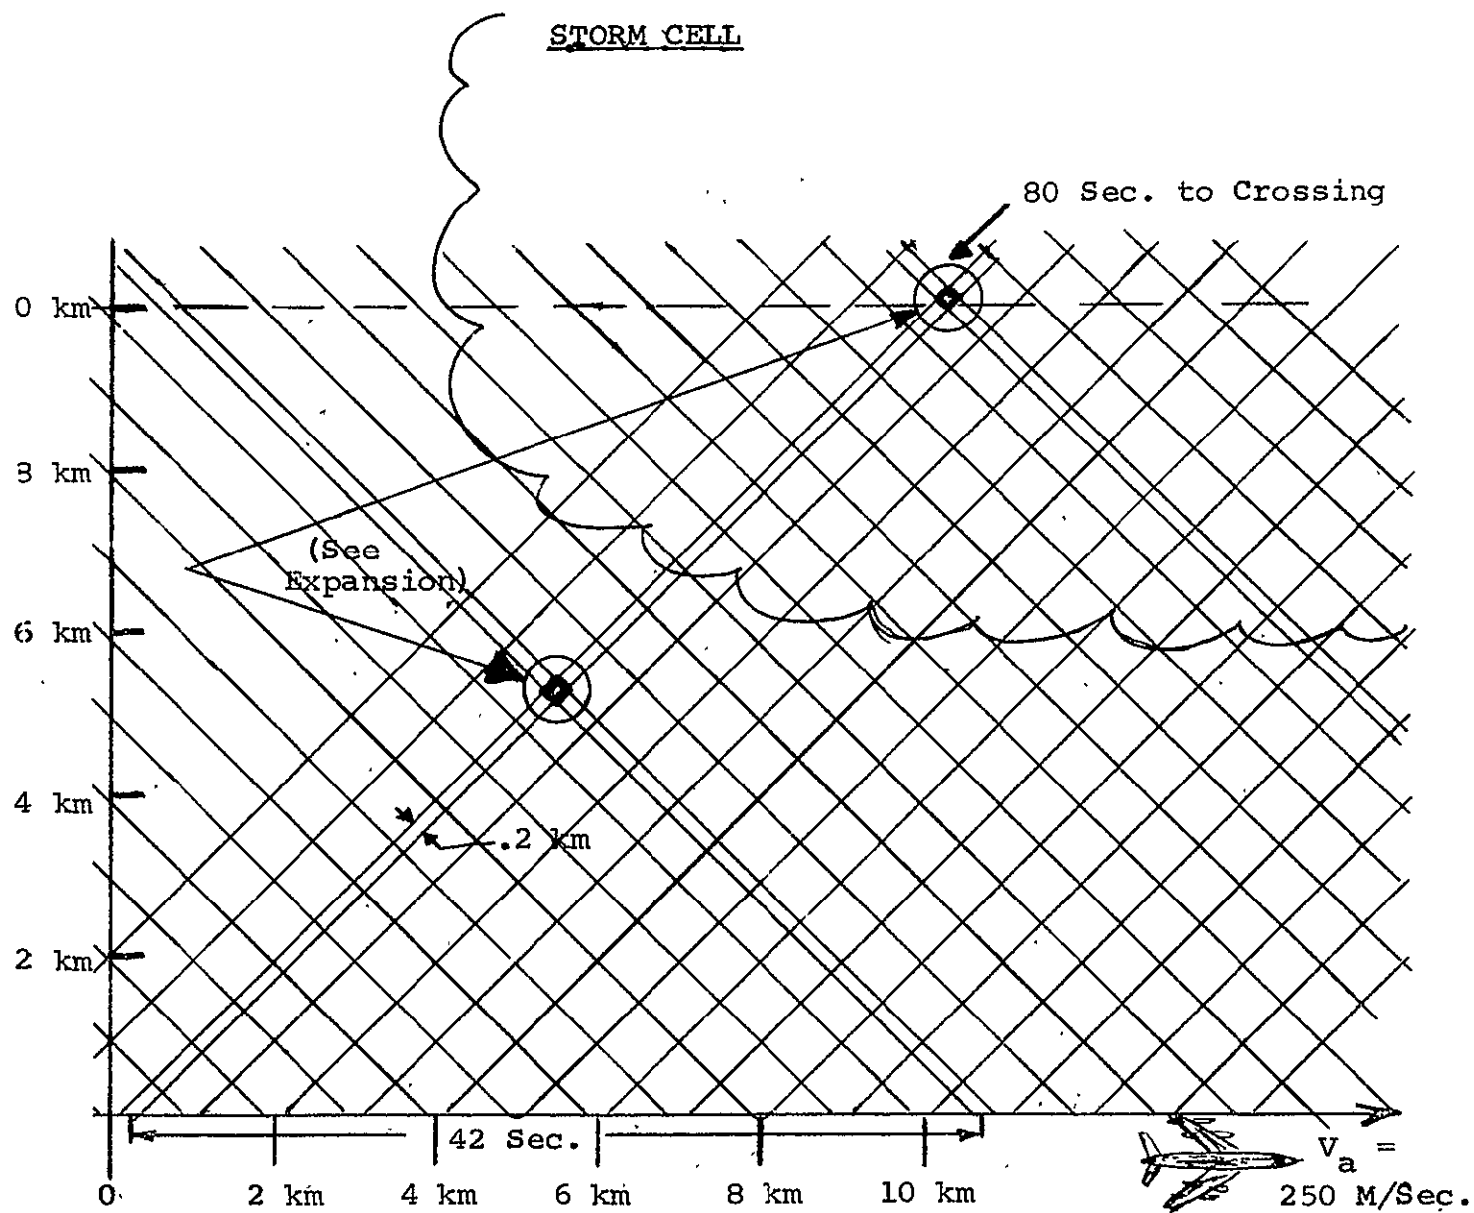 STORM CELL
80 Sec. to Crossing
0 km
8 km
(See
Expansion)
6 km
4 km
.2 km
2 km
42 Sec.
0
2 km
4 km
6 km
8 km
10 km
Va =
250 M/Sec.